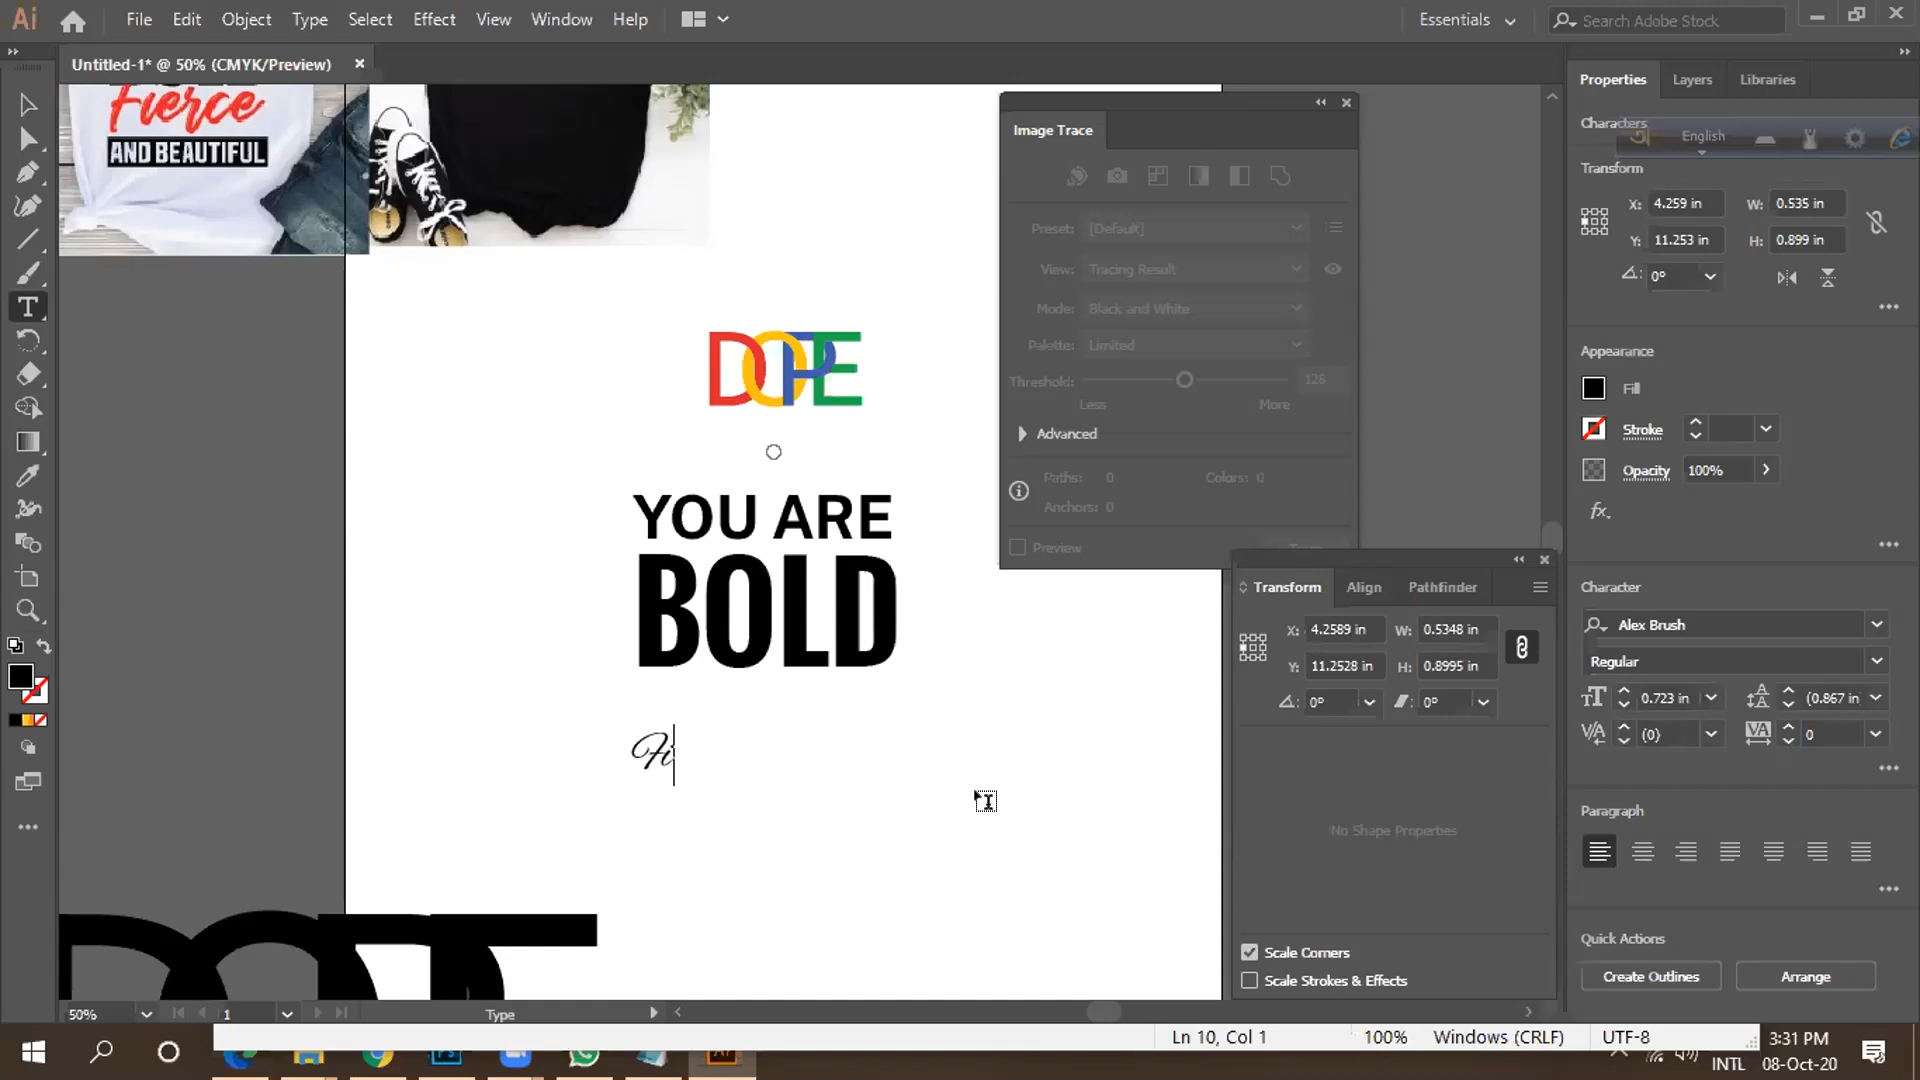 Ai
File Edit Object Type Select Effect View Window Help
Essentials
Search Adobe Stock
Untitled-1* @ 50% (CMYK/Preview)
Fierce
AND BEAUTIFUL
DOPE
YOU ARE
BOLD
Fi
Image Trace
Preset: [Default]
View: Tracing Result
Mode: Black and White
Palette: Limited
Threshold: 128
Less More
Advanced
Paths: 0 Colors: 0
Anchors: 0
Preview
Transform Align Pathfinder
X: 4.2589 in W: 0.5348 in
Y: 11.2528 in H: 0.8995 in
0° 0°
No Shape Properties
Scale Corners
Scale Strokes & Effects
Properties Layers Libraries
Characters
English
Transform
X: 4.259 in W: 0.535 in
Y: 11.253 in H: 0.899 in
0°
Appearance
Fill
Stroke
Opacity 100%
fx.
Character
Alex Brush
Regular
0.723 in (0.867 in
(0) 0
Paragraph
Quick Actions
Create Outlines Arrange
50% 1 Type
Ln 10, Col 1 100% Windows (CRLF) UTF-8
3:31 PM
INTL 08-Oct-20